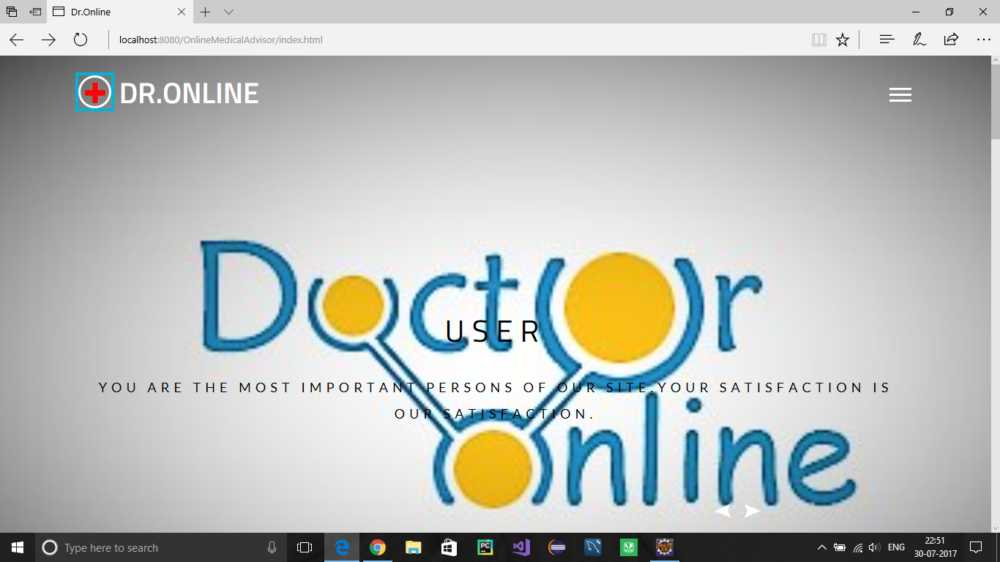 Dr.Online
localhost:8080/OnlineMedicalAdvisor/index.html
DR.ONLINE
Doctor
USER
YOU ARE THE MOST IMPORTANT PERSONS OF OUR SITE.YOUR SATISFACTION IS
OUR SATISFACTION.
Online
Type here to search
PC
ENG
22:51
30-07-2017